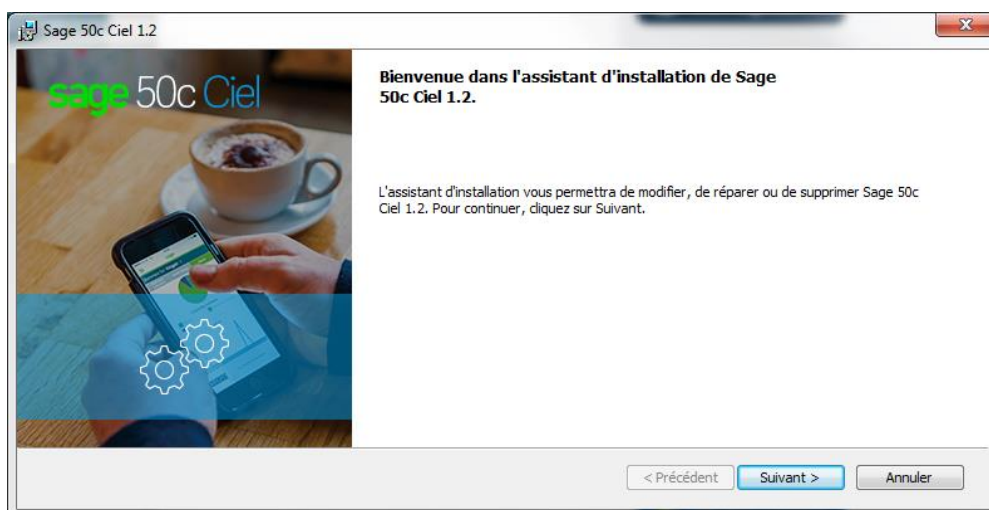 Sage 50c Ciel 1.2
sage 50c Ciel
Bienvenue dans l'assistant d'installation de Sage
50c Ciel 1.2.
L'assistant d'installation vous permettra de modifier, de réparer ou de supprimer Sage 50c
Ciel 1.2. Pour continuer, cliquez sur Suivant.
< Précédent
Suivant >
Annuler